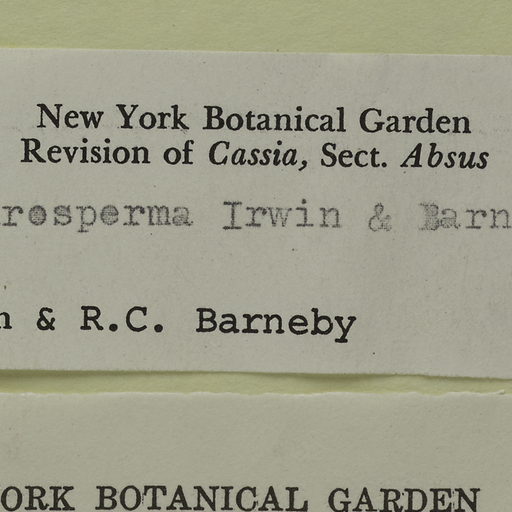 New York Botanical Garden
Revision of Cassia, Sect. Absus
rosperma Irwin & Barn
n & R.C. Barneby
ORK BOTANICAL GARDEN